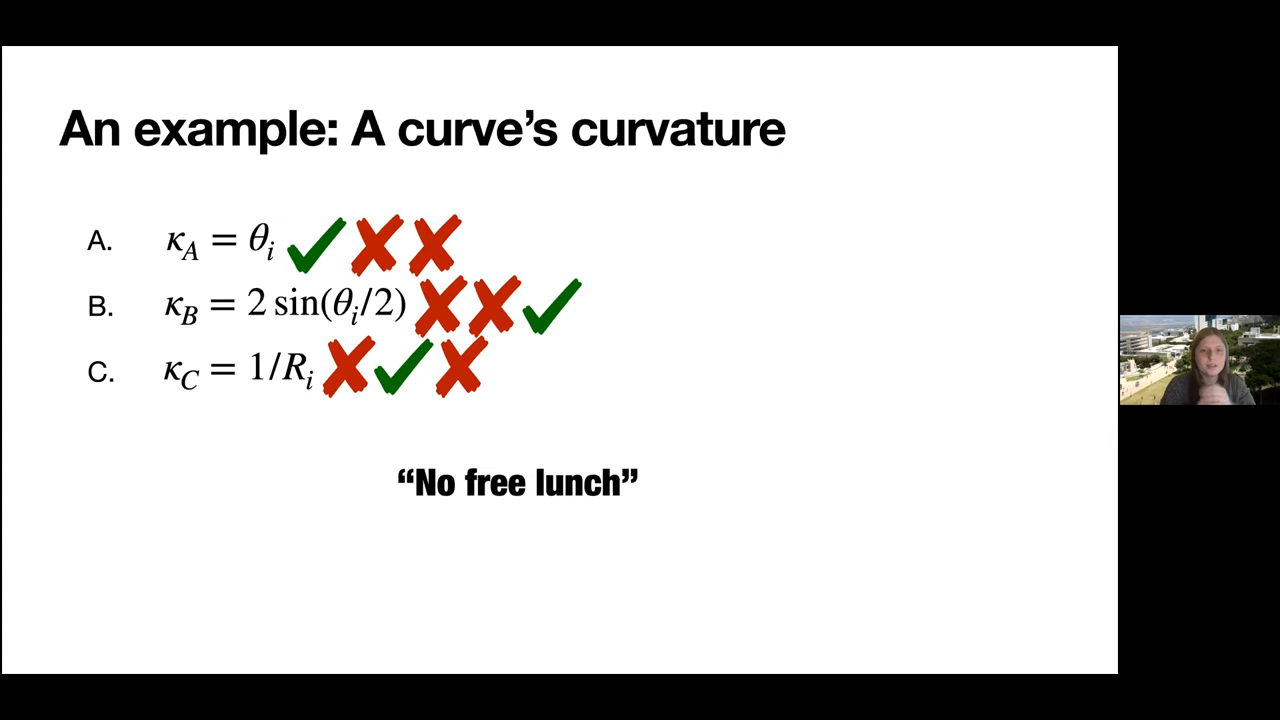 An example: A curve’s curvature
A. κ_A = θ_i ✓ ✗ ✗
B. κ_B = 2 sin(θ_i/2) ✗ ✗ ✓
C. κ_C = 1/R_i ✗ ✓ ✗
“No free lunch”